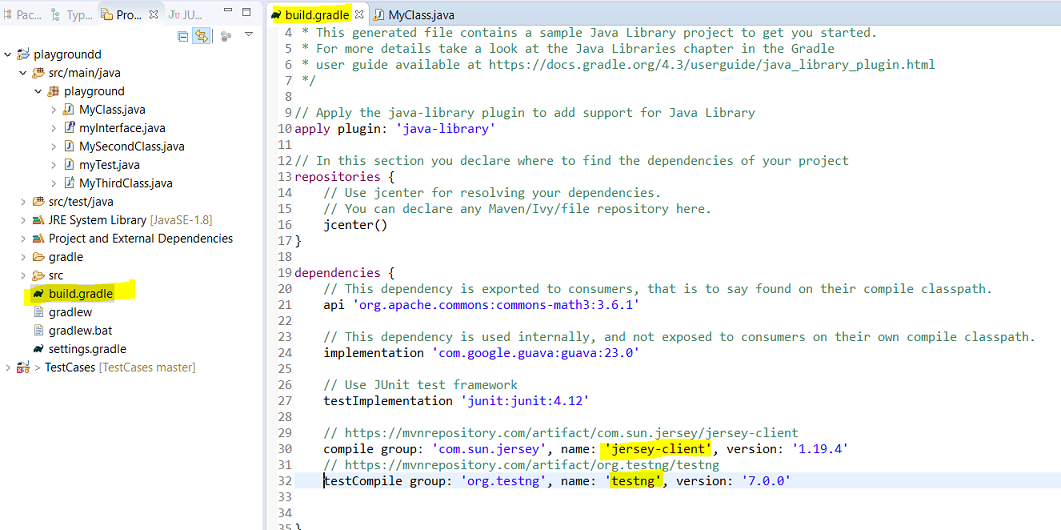 Pac...
Typ...
Pro...
JU...
playgroundd
src/main/java
playground
MyClass.java
myInterface.java
MySecondClass.java
myTest.java
MyThirdClass.java
src/test/java
JRE System Library [JavaSE-1.8]
Project and External Dependencies
gradle
src
build.gradle
gradlew
gradlew.bat
settings.gradle
> TestCases [TestCases master]
build.gradle
MyClass.java
4 * This generated file contains a sample Java Library project to get you started.
5 * For more details take a look at the Java Libraries chapter in the Gradle
6 * user guide available at https://docs.gradle.org/4.3/userguide/java_library_plugin.html
7 */
8
9 // Apply the java-library plugin to add support for Java Library
10 apply plugin: 'java-library'
11
12 // In this section you declare where to find the dependencies of your project
13 repositories {
14 // Use jcenter for resolving your dependencies.
15 // You can declare any Maven/Ivy/file repository here.
16 jcenter()
17 }
18
19 dependencies {
20 // This dependency is exported to consumers, that is to say found on their compile classpath.
21 api 'org.apache.commons:commons-math3:3.6.1'
22
23 // This dependency is used internally, and not exposed to consumers on their own compile classpath.
24 implementation 'com.google.guava:guava:23.0'
25
26 // Use JUnit test framework
27 testImplementation 'junit:junit:4.12'
28
29 // https://mvnrepository.com/artifact/com.sun.jersey/jersey-client
30 compile group: 'com.sun.jersey', name: 'jersey-client', version: '1.19.4'
31 // https://mvnrepository.com/artifact/org.testng/testng
32 testCompile group: 'org.testng', name: 'testng', version: '7.0.0'
33
34
35 }